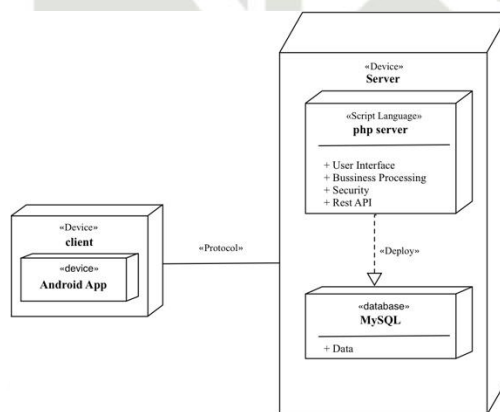 «Device»
Server
«Script Language»
php server
+ User Interface
+ Bussiness Processing
+ Security
+ Rest API
«Device»
client
«device»
Android App
«Protocol»
«Deploy»
«database»
MySQL
+ Data